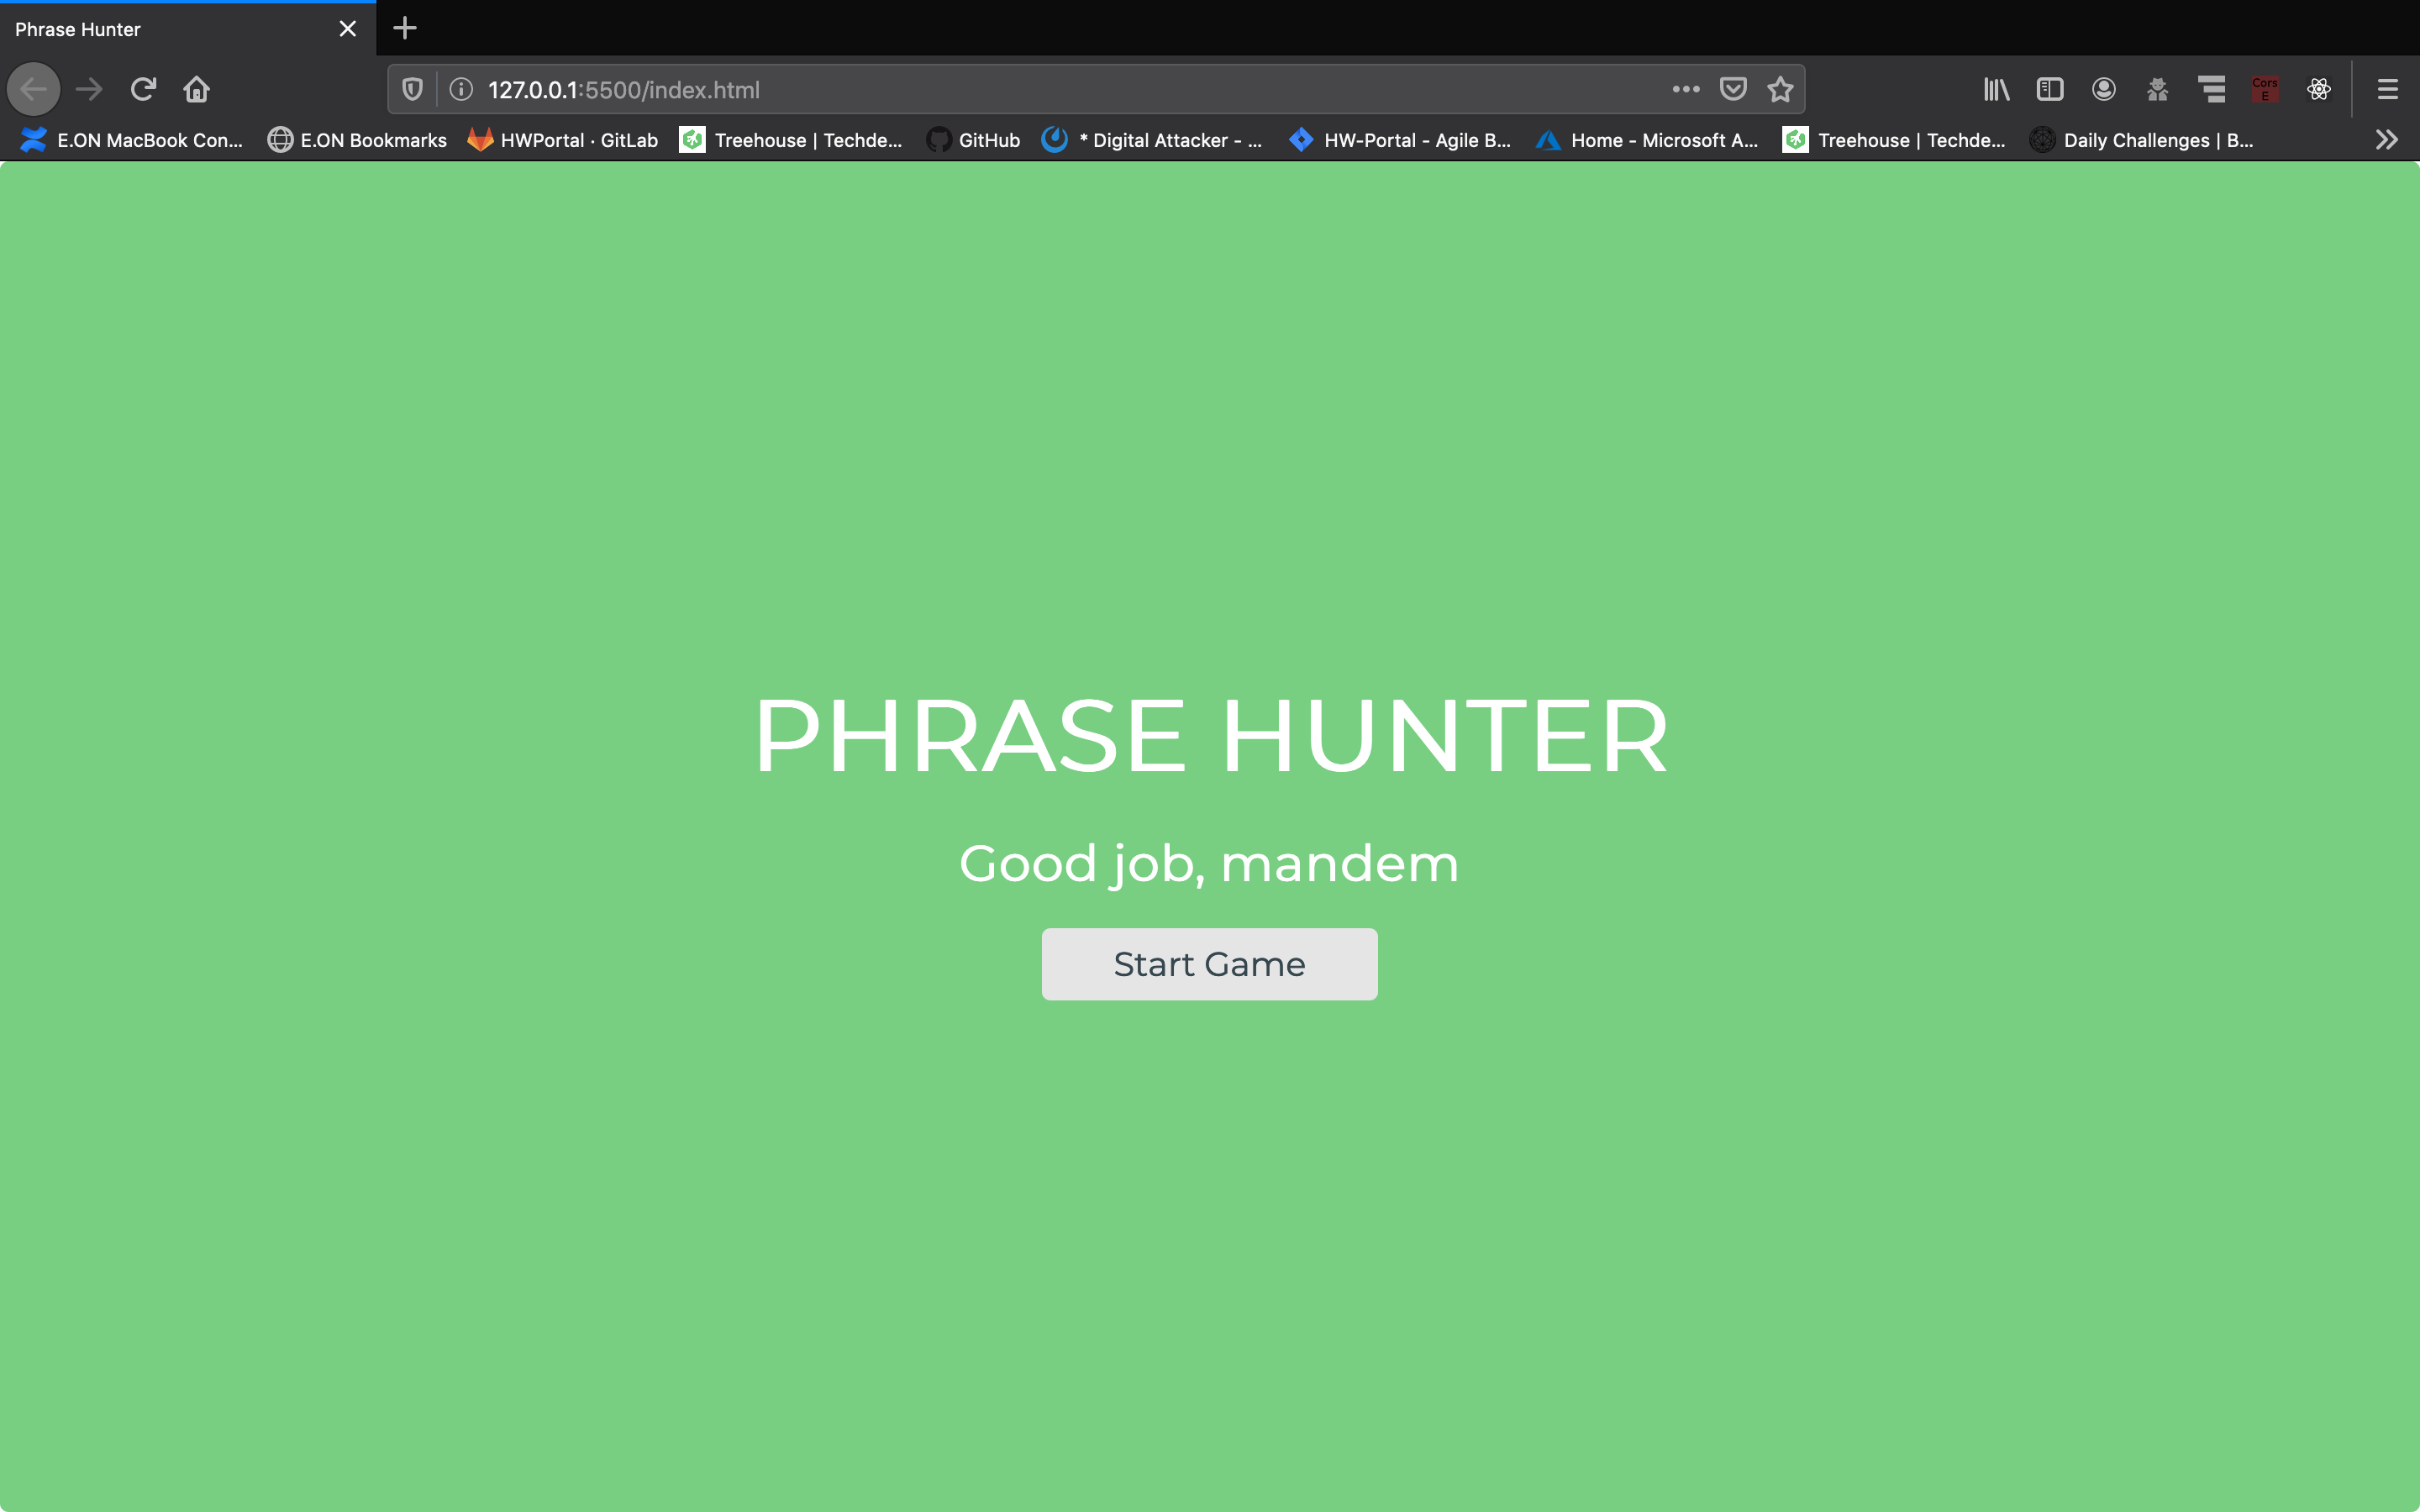 Phrase Hunter
127.0.0.1:5500/index.html
Cors E
E.ON MacBook Con... E.ON Bookmarks HWPortal · GitLab Treehouse | Techde... GitHub * Digital Attacker - ... HW-Portal - Agile B... Home - Microsoft A... Treehouse | Techde... Daily Challenges | B...
PHRASE HUNTER
Good job, mandem
Start Game